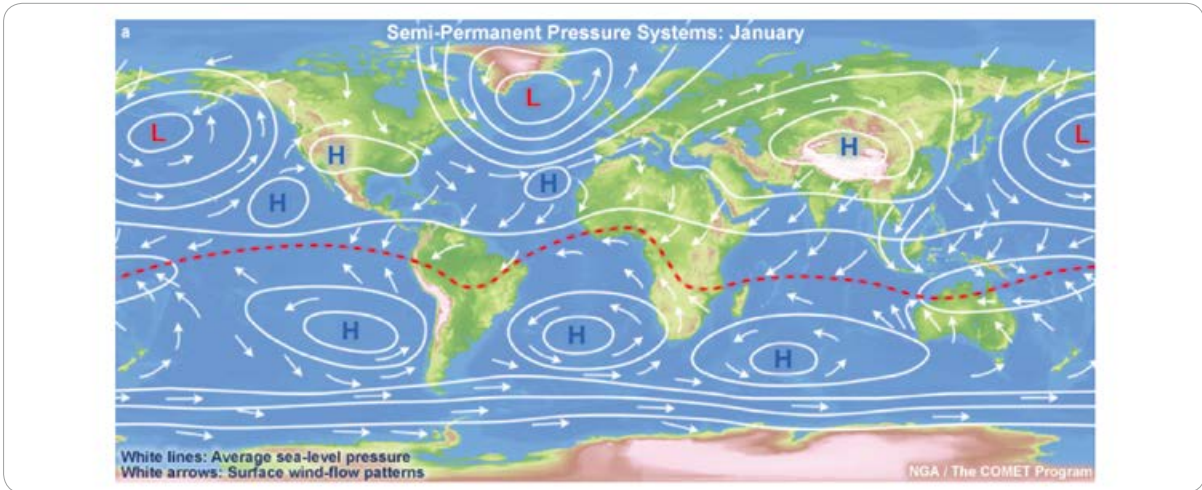 a
Semi-Permanent Pressure Systems: January
L
L
L
H
H
H
H
H
H
H
White lines: Average sea-level pressure
White arrows: Surface wind-flow patterns
NGA / The COMET Program